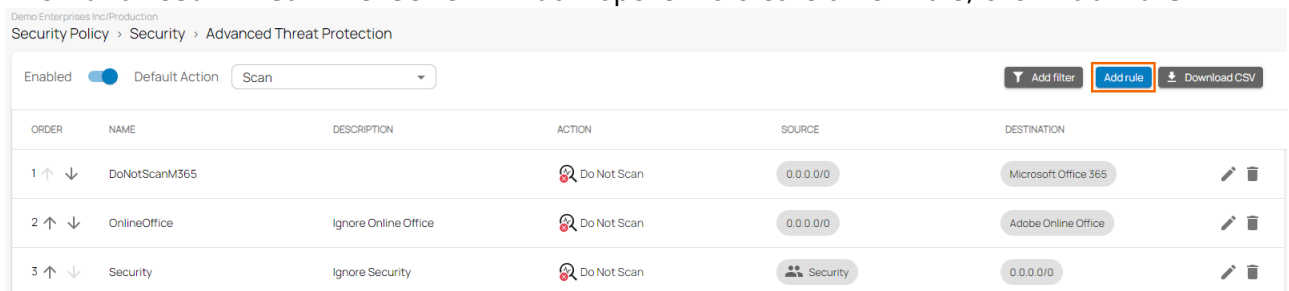 Demo Enterprises Inc/Production
Security Policy > Security > Advanced Threat Protection
Enabled Default Action Scan Add filter Add rule Download CSV
ORDER NAME DESCRIPTION ACTION SOURCE DESTINATION
1 DoNotScanM365 Do Not Scan 0.0.0.0/0 Microsoft Office 365
2 OnlineOffice Ignore Online Office Do Not Scan 0.0.0.0/0 Adobe Online Office
3 Security Ignore Security Do Not Scan Security 0.0.0.0/0